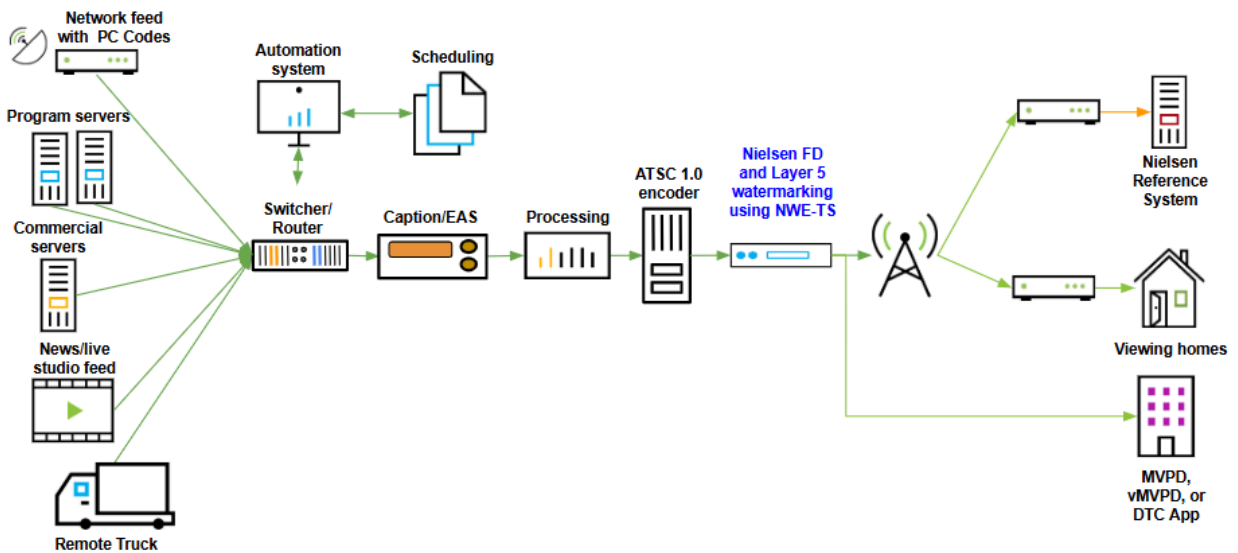 Network feed
with PC Codes
Automation
system
Scheduling
Program servers
Commercial
servers
News/live
studio feed
Remote Truck
Switcher/
Router
Caption/EAS
Processing
ATSC 1.0
encoder
Nielsen FD
and Layer 5
watermarking
using NWE-TS
Nielsen
Reference
System
Viewing homes
MVPD,
vMVPD, or
DTC App